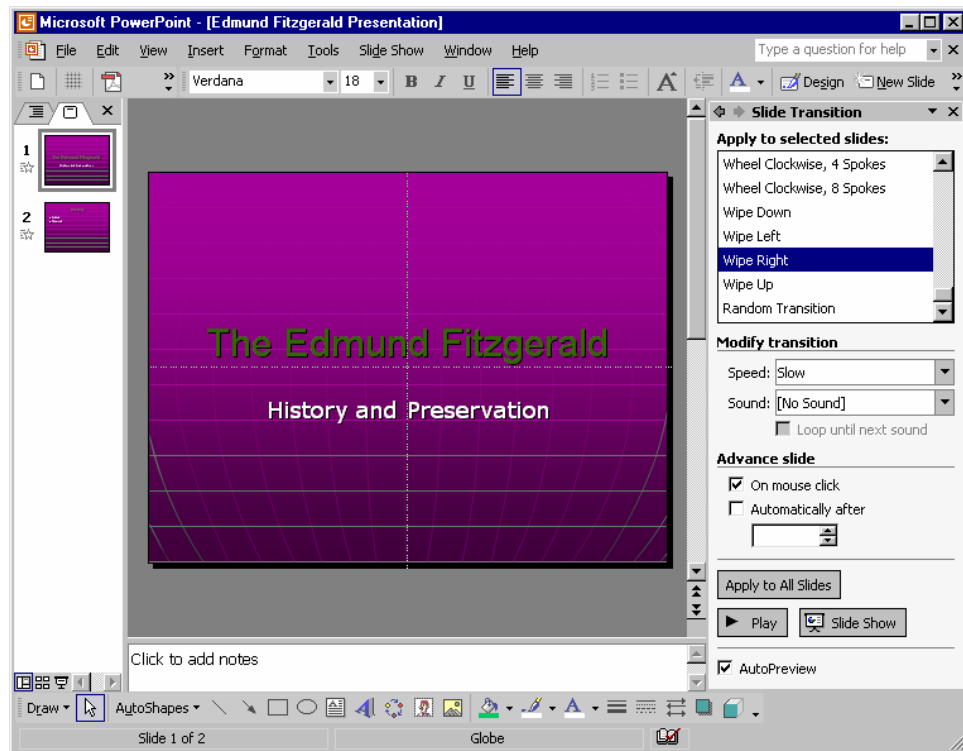 Microsoft PowerPoint - [Edmund Fitzgerald Presentation]
File Edit View Insert Format Tools Slide Show Window Help Type a question for help
Verdana 18 B I U A A Design New Slide
Slide Transition
1
2
Apply to selected slides:
Wheel Clockwise, 4 Spokes
Wheel Clockwise, 8 Spokes
Wipe Down
Wipe Left
Wipe Right
Wipe Up
Random Transition
The Edmund Fitzgerald
History and Preservation
Modify transition
Speed: Slow
Sound: [No Sound]
Loop until next sound
Advance slide
On mouse click
Automatically after
Apply to All Slides
Play Slide Show
AutoPreview
Click to add notes
Draw AutoShapes A A
Slide 1 of 2 Globe